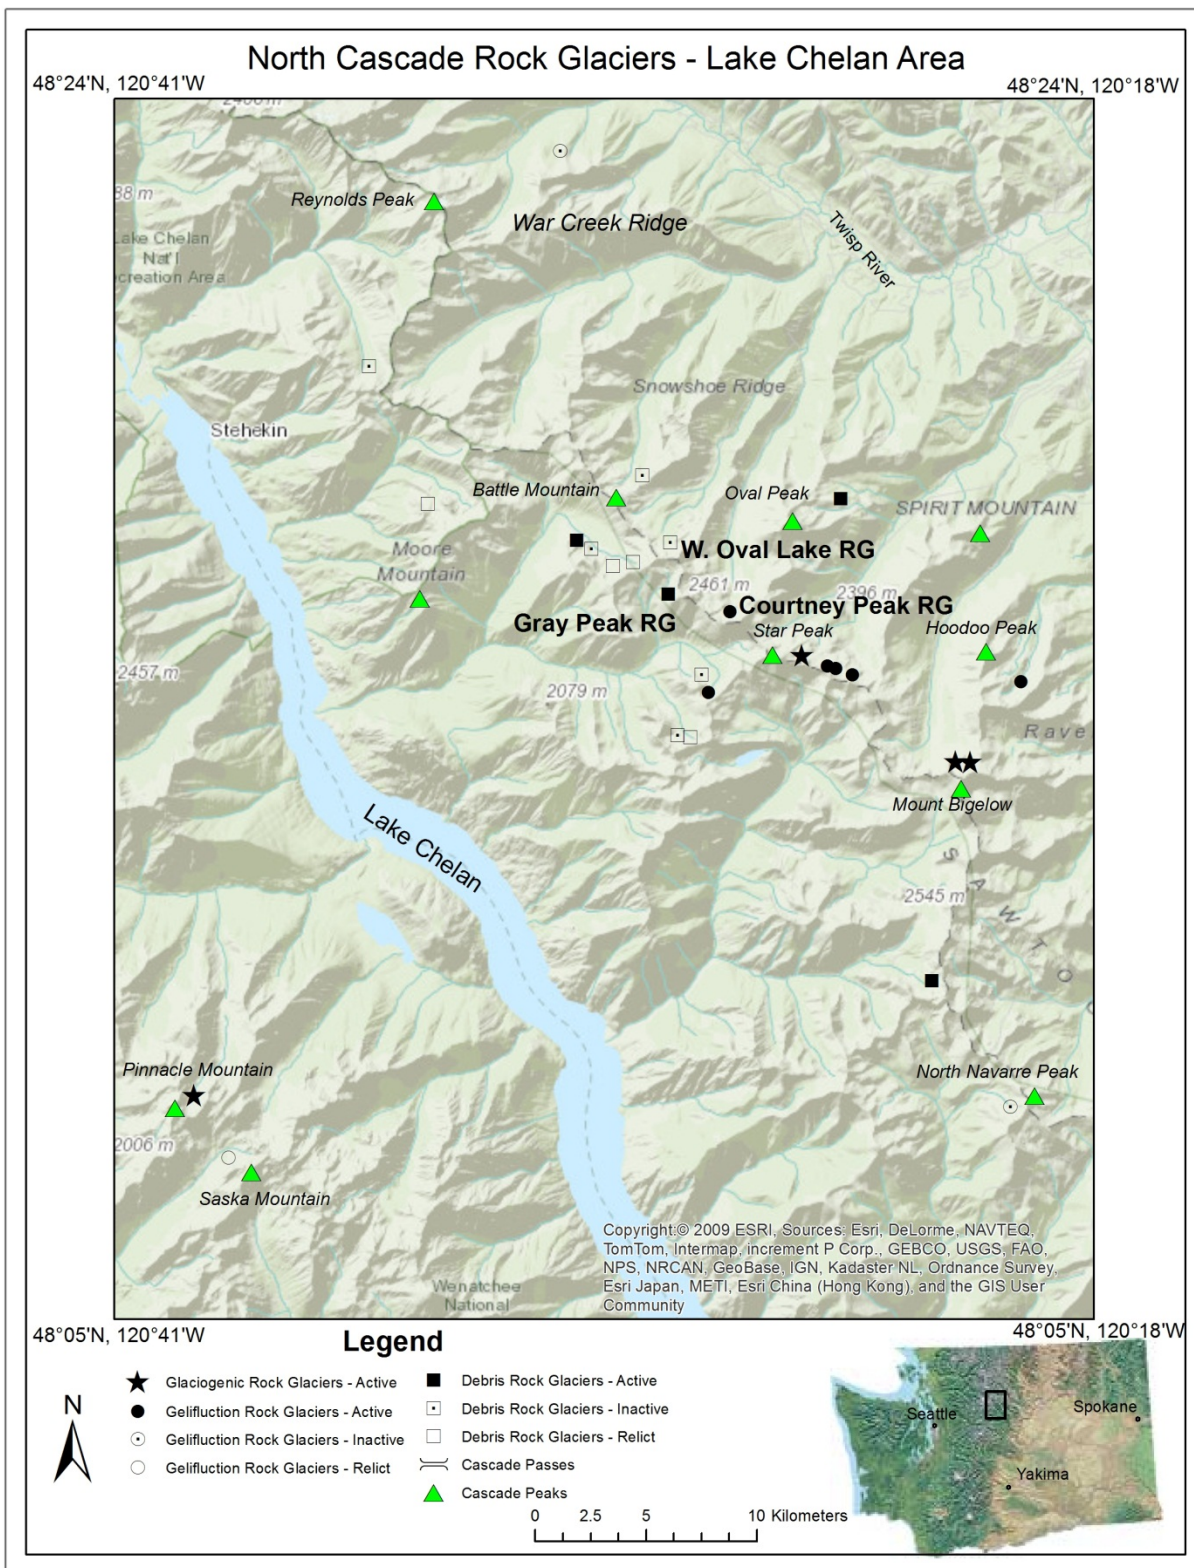 North Cascade Rock Glaciers - Lake Chelan Area
48°24'N, 120°41'W
48°24'N, 120°18'W
Reynolds Peak
War Creek Ridge
Twisp River
88 m
Lake Chelan
Nat'l
creation Area
Snowshoe Ridge
Stehekin
Battle Mountain
Oval Peak
SPIRIT MOUNTAIN
Moore
Mountain
W. Oval Lake RG
2461 m
2396 m
Gray Peak RG
Courtney Peak RG
Star Peak
Hoodoo Peak
2457 m
2079 m
Rave
Mount Bigelow
Lake Chelan
SAWTOO
2545 m
Pinnacle Mountain
North Navarre Peak
2006 m
Saska Mountain
Wenatchee
National
Copyright:© 2009 ESRI, Sources: Esri, DeLorme, NAVTEQ,
TomTom, Intermap, increment P Corp., GEBCO, USGS, FAO,
NPS, NRCAN, GeoBase, IGN, Kadaster NL, Ordnance Survey,
Esri Japan, METI, Esri China (Hong Kong), and the GIS User
Community
48°05'N, 120°41'W
48°05'N, 120°18'W
Legend
N
Glaciogenic Rock Glaciers - Active
Gelifluction Rock Glaciers - Active
Gelifluction Rock Glaciers - Inactive
Gelifluction Rock Glaciers - Relict
Debris Rock Glaciers - Active
Debris Rock Glaciers - Inactive
Debris Rock Glaciers - Relict
Cascade Passes
Cascade Peaks
0 2.5 5 10 Kilometers
Seattle
Spokane
Yakima